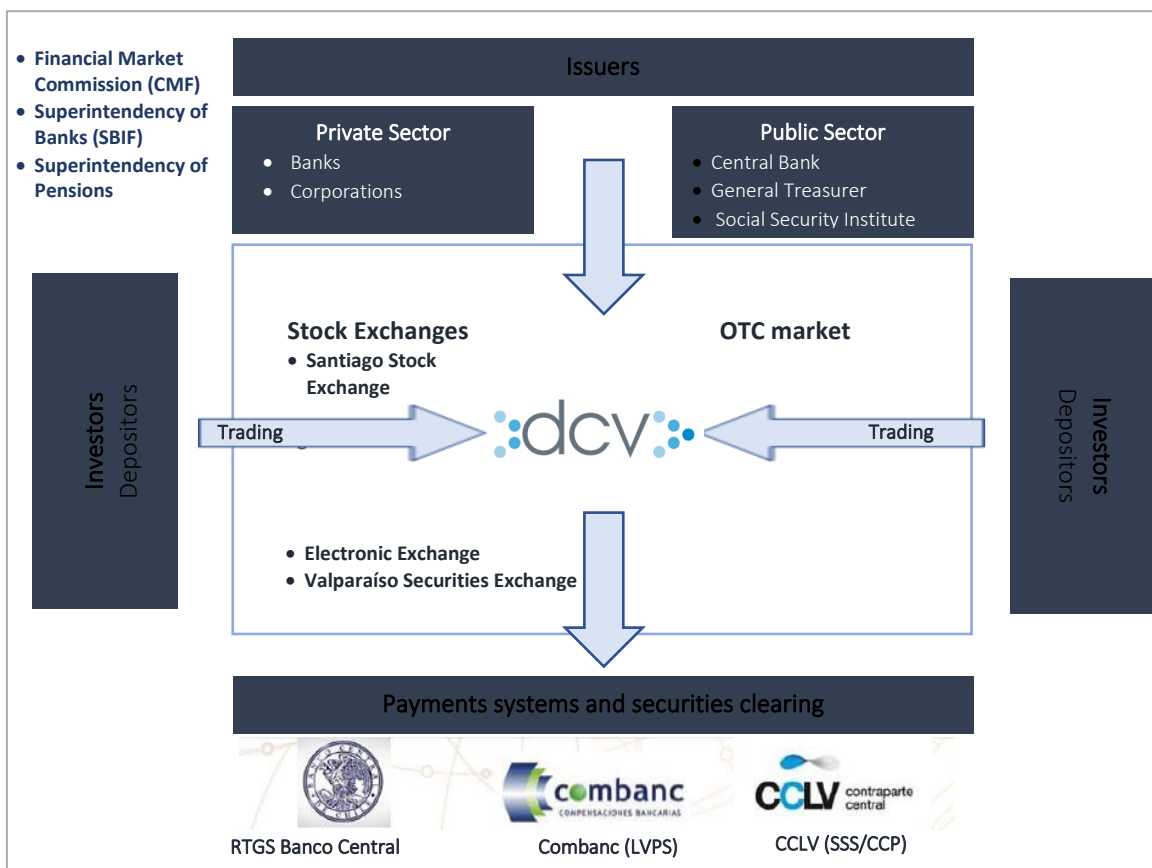 • Financial Market
Commission (CMF)
• Superintendency of
Banks (SBIF)
• Superintendency of
Pensions
Issuers
Private Sector
• Banks
• Corporations
Public Sector
• Central Bank
• General Treasurer
• Social Security Institute
Investors
Depositors
Stock Exchanges
• Santiago Stock
Exchange
OTC market
Trading
dcv
Trading
• Electronic Exchange
• Valparaíso Securities Exchange
Investors
Depositors
Payments systems and securities clearing
combanc
COMPENSACIONES BANCARIAS
CCLV contraparte
central
RTGS Banco Central
Combanc (LVPS)
CCLV (SSS/CCP)